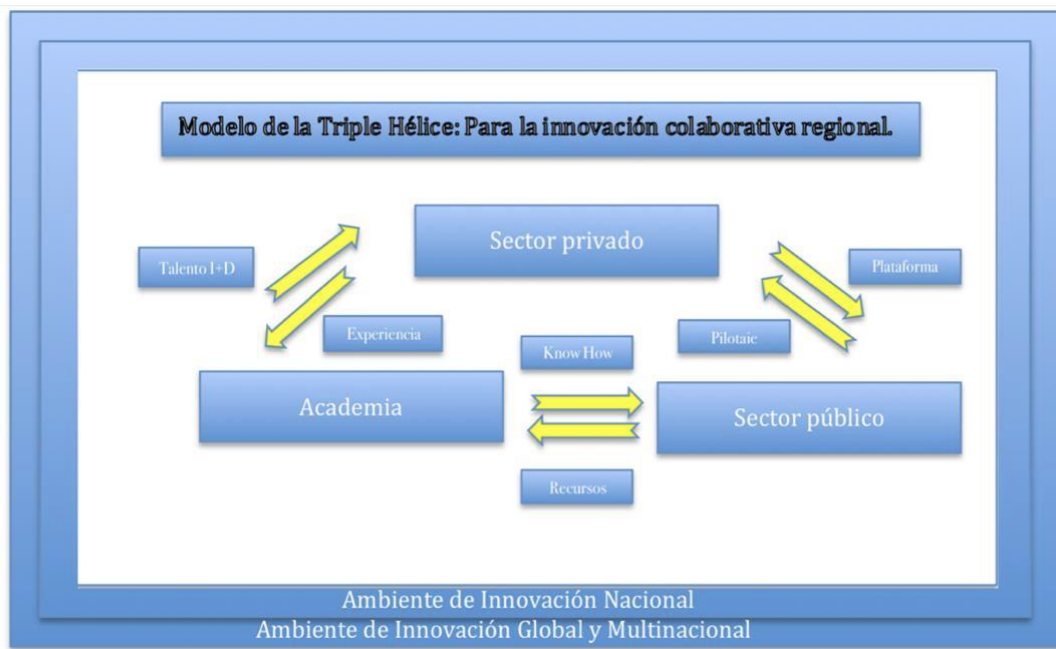 Modelo de la Triple Hélice: Para la innovación colaborativa regional.
Sector privado
Talento I+D
Plataforma
Experiencia
Know How
Pilotaje
Academia
Sector público
Recursos
Ambiente de Innovación Nacional
Ambiente de Innovación Global y Multinacional